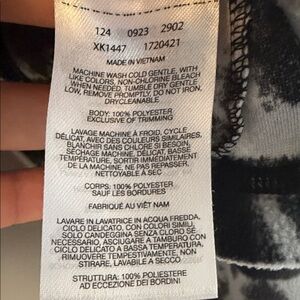 124 0923 2902
XK1447 1720421
MADE IN VIETNAM
MACHINE WASH COLD GENTLE, WITH
LIKE COLORS, NON-CHLORINE BLEACH
WHEN NEEDED, TUMBLE DRY GENTLE
LOW, REMOVE PROMPTLY, DO NOT IRON,
DRYCLEANABLE
BODY: 100% POLYESTER
EXCLUSIVE OF TRIMMING
LAVAGE MACHINE À FROID, CYCLE
DÉLICAT, AVEC DES COULEURS SIMILAIRES,
BLANCHIR SANS CHLORE SI BESOIN,
SÉCHAGE MACHINE DÉLICAT, BASSE
TEMPÉRATURE, SORTIR IMMÉDIATEMENT
DE LA MACHINE, NE PAS REPASSER,
NETTOYABLE À SEC
CORPS: 100% POLYESTER
SAUF LES BORDURES
FABRIQUÉ AU VIÊT NAM
LAVARE IN LAVATRICE IN ACQUA FREDDA,
CICLO DELICATO, CON COLORI SIMILI,
SOLO CANDEGGINA SENZA CLORO SE
NECESSARIO, ASCIUGARE A TAMBURO CON
CICLO DELICATO A BASSA TEMPERATURA,
RIMUOVERE TEMPESTIVAMENTE, NON
STIRARE, LAVABILE A SECCO
STRUTTURA: 100% POLIESTERE
AD ECCEZIONE DEI BORDINI